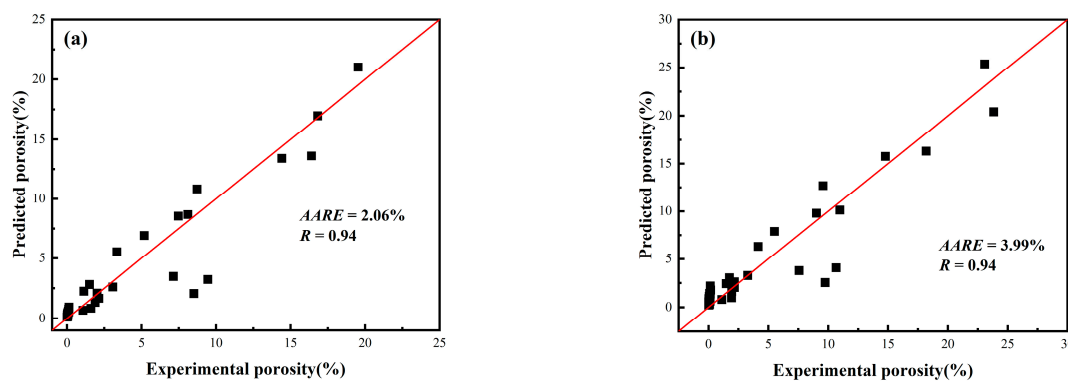 (a)
25
20
15
10
5
0
Predicted porosity(%)
AARE = 2.06%
R = 0.94
0 5 10 15 20 25
Experimental porosity(%)
(b)
30
25
20
15
10
5
0
Predicted porosity(%)
AARE = 3.99%
R = 0.94
0 5 10 15 20 25 30
Experimental porosity(%)